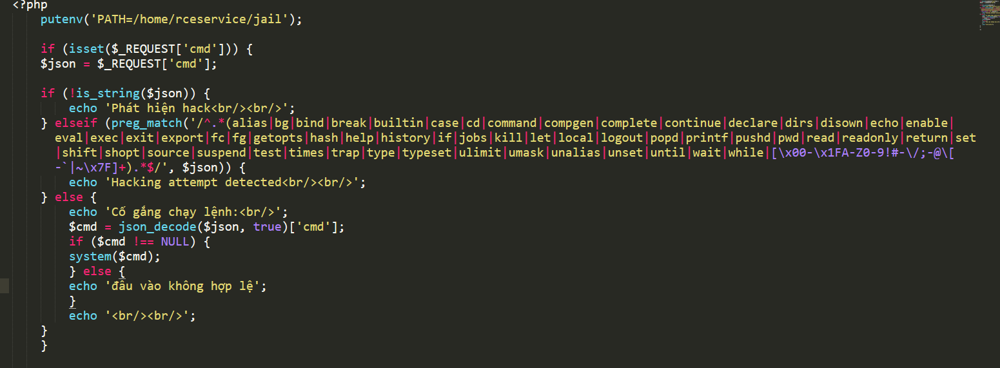 <?php
putenv('PATH=/home/rceservice/jail');
if (isset($_REQUEST['cmd'])) {
$json = $_REQUEST['cmd'];
if (!is_string($json)) {
echo 'Phát hiện hack<br/><br/>';
} elseif (preg_match('/^.*(alias|bg|bind|break|builtin|case|cd|command|compgen|complete|continue|declare|dirs|disown|echo|enable|
eval|exec|exit|export|fc|fg|getopts|hash|help|history|if|jobs|kill|let|local|logout|popd|printf|pushd|pwd|read|readonly|return|set
|shift|shopt|source|suspend|test|times|trap|type|typeset|ulimit|umask|unalias|unset|until|wait|while|[\x00-\x1FA-Z0-9!#-\/;-@\[
-`|~\x7F]+).*$/', $json)) {
echo 'Hacking attempt detected<br/><br/>';
} else {
echo 'Cố gắng chạy lệnh:<br/>';
$cmd = json_decode($json, true)['cmd'];
if ($cmd !== NULL) {
system($cmd);
} else {
echo 'đầu vào không hợp lệ';
}
echo '<br/><br/>';
}
}